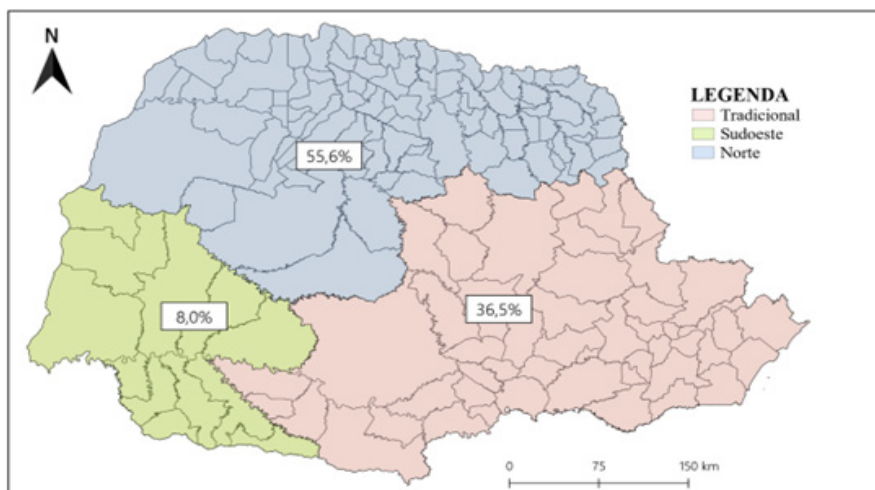 N
LEGENDA
Tradicional
Sudoeste
Norte
55,6%
8,0%
36,5%
0 75 150 km